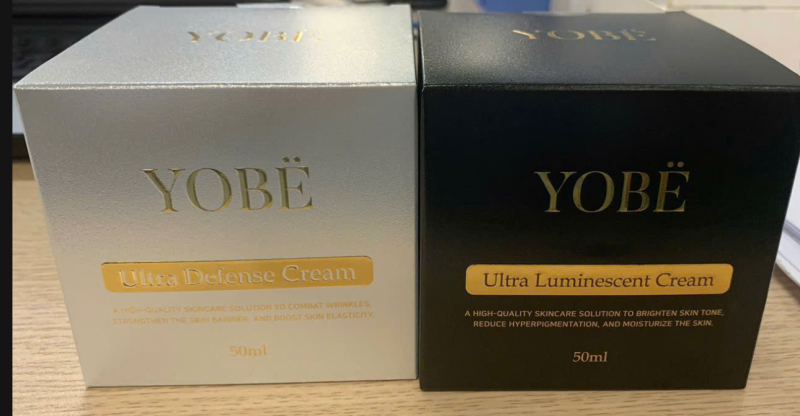 YOBË
YOBË
Ultra Defense Cream
A HIGH-QUALITY SKINCARE SOLUTION TO COMBAT WRINKLES,
STRENGTHEN THE SKIN BARRIER, AND BOOST SKIN ELASTICITY.
50ml
YOBË
YOBË
Ultra Luminescent Cream
A HIGH-QUALITY SKINCARE SOLUTION TO BRIGHTEN SKIN TONE,
REDUCE HYPERPIGMENTATION, AND MOISTURIZE THE SKIN.
50ml